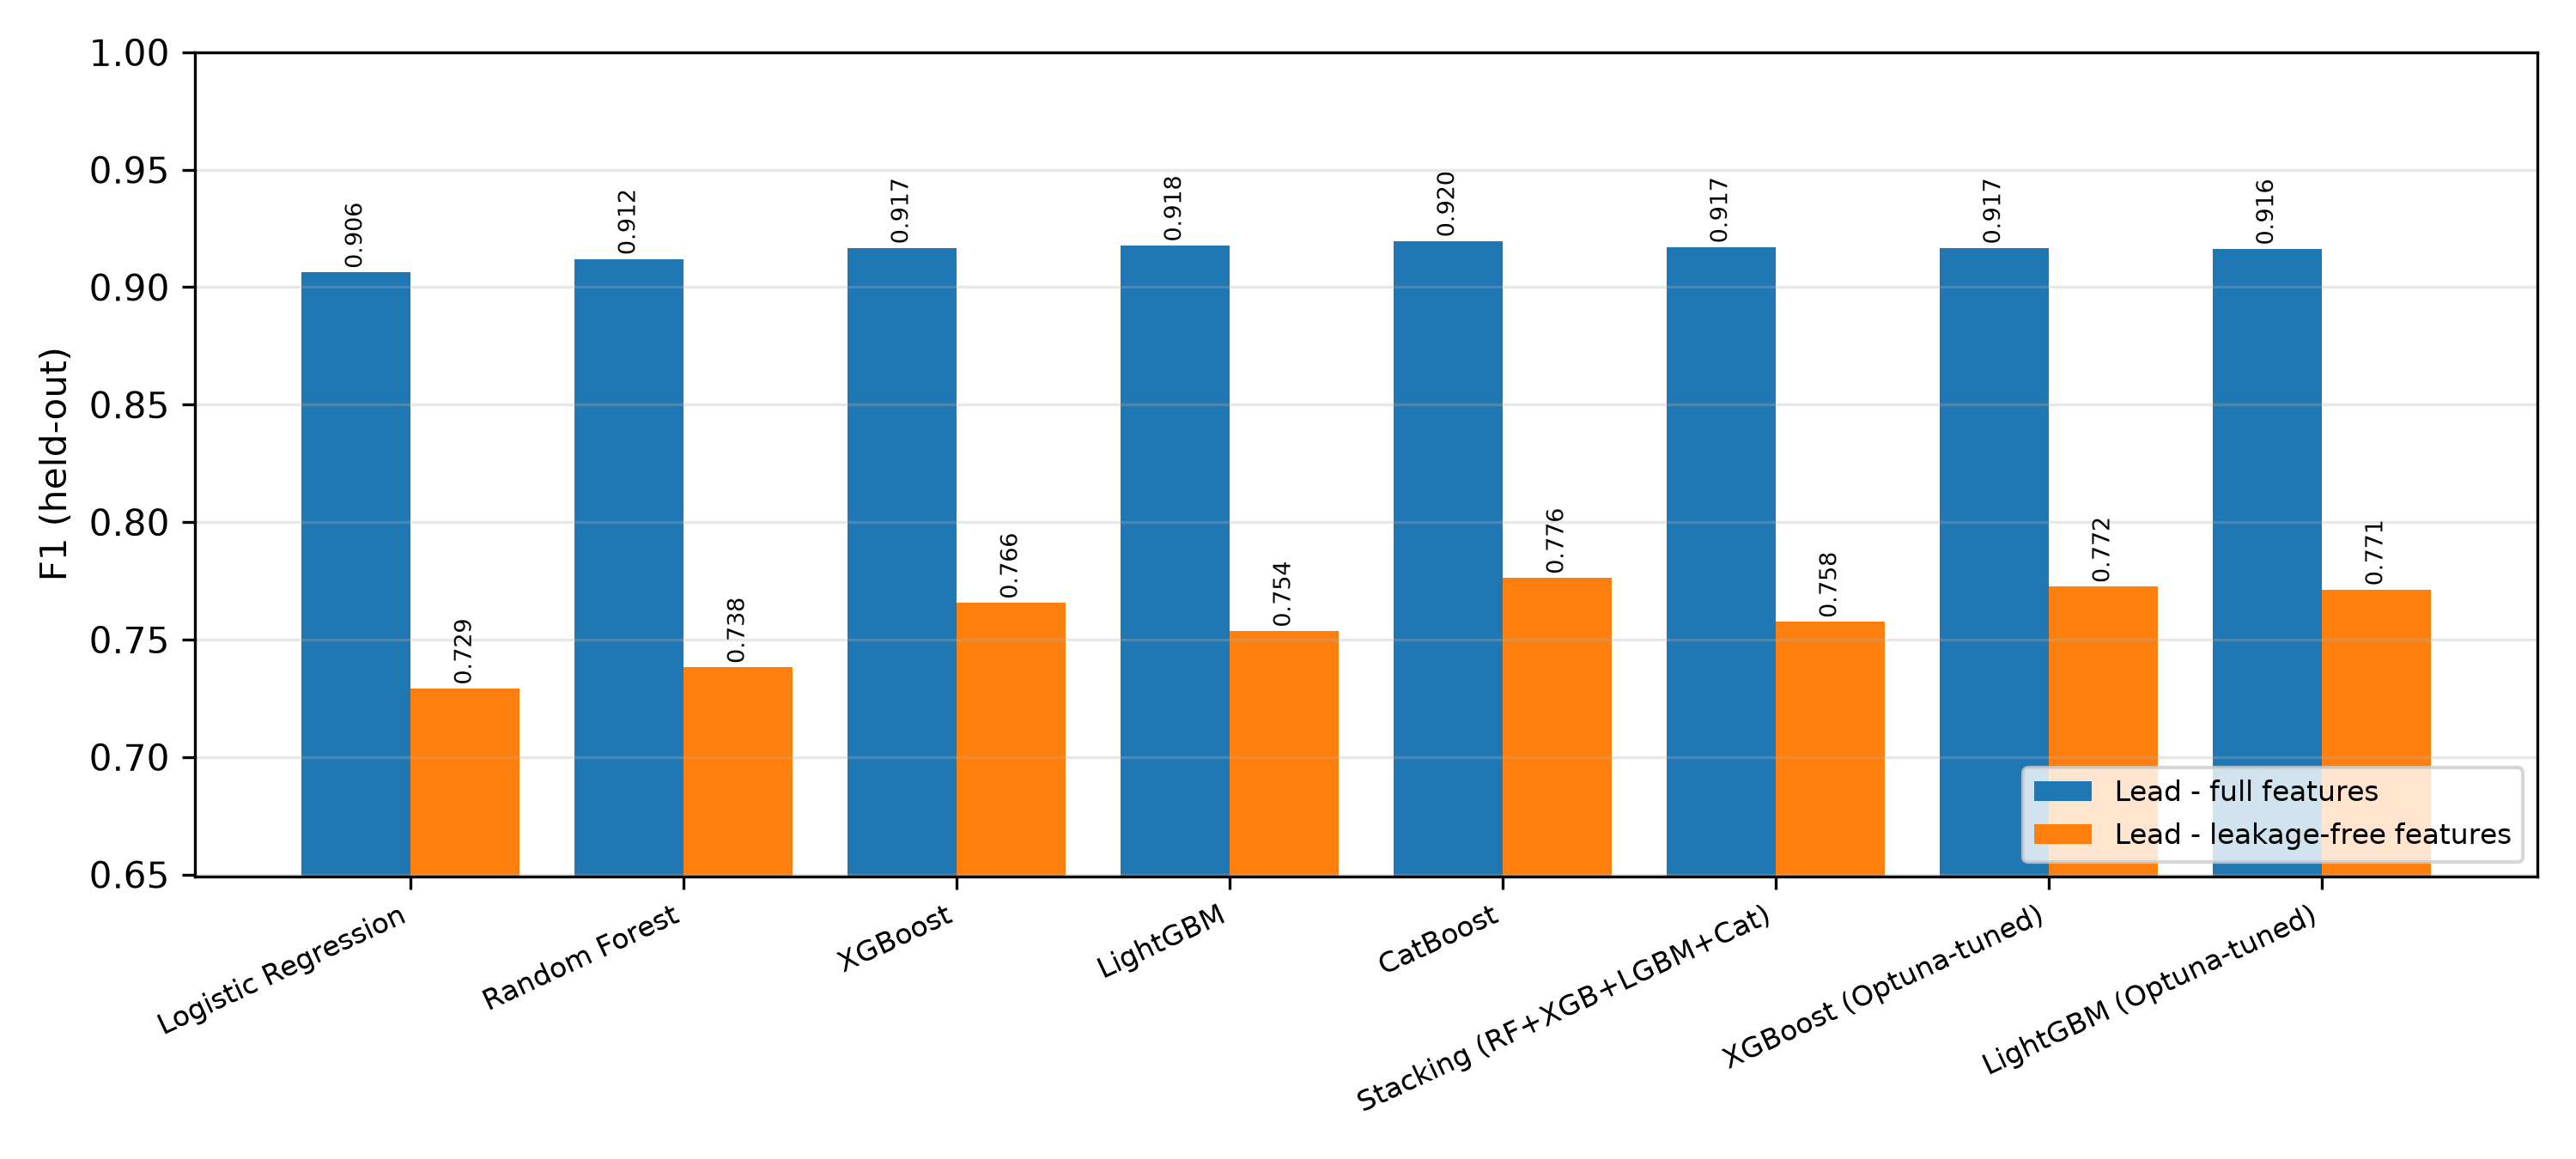 F1 (held-out)
1.00
0.95
0.90
0.85
0.80
0.75
0.70
0.65
0.906
0.729
0.912
0.738
0.917
0.766
0.918
0.754
0.920
0.776
0.917
0.758
0.917
0.772
0.916
0.771
Lead - full features
Lead - leakage-free features
Logistic Regression
Random Forest
XGBoost
LightGBM
CatBoost
Stacking (RF+XGB+LGBM+Cat)
XGBoost (Optuna-tuned)
LightGBM (Optuna-tuned)